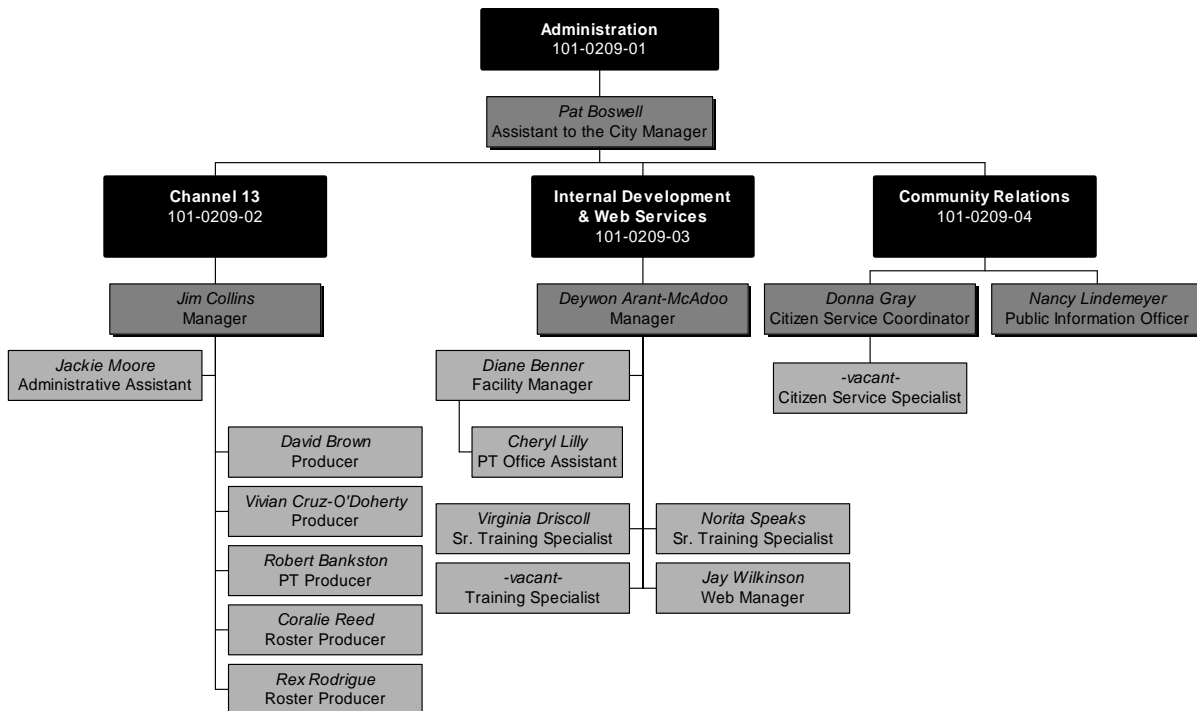 Administration
101-0209-01
Pat Boswell
Assistant to the City Manager
Channel 13
101-0209-02
Jim Collins
Manager
Jackie Moore
Administrative Assistant
David Brown
Producer
Vivian Cruz-O'Doherty
Producer
Robert Bankston
PT Producer
Coralie Reed
Roster Producer
Rex Rodrigue
Roster Producer
Internal Development
& Web Services
101-0209-03
Deywon Arant-McAdoo
Manager
Diane Benner
Facility Manager
Cheryl Lilly
PT Office Assistant
Virginia Driscoll
Sr. Training Specialist
Norita Speaks
Sr. Training Specialist
-vacant-
Training Specialist
Jay Wilkinson
Web Manager
Community Relations
101-0209-04
Donna Gray
Citizen Service Coordinator
-vacant-
Citizen Service Specialist
Nancy Lindemeyer
Public Information Officer